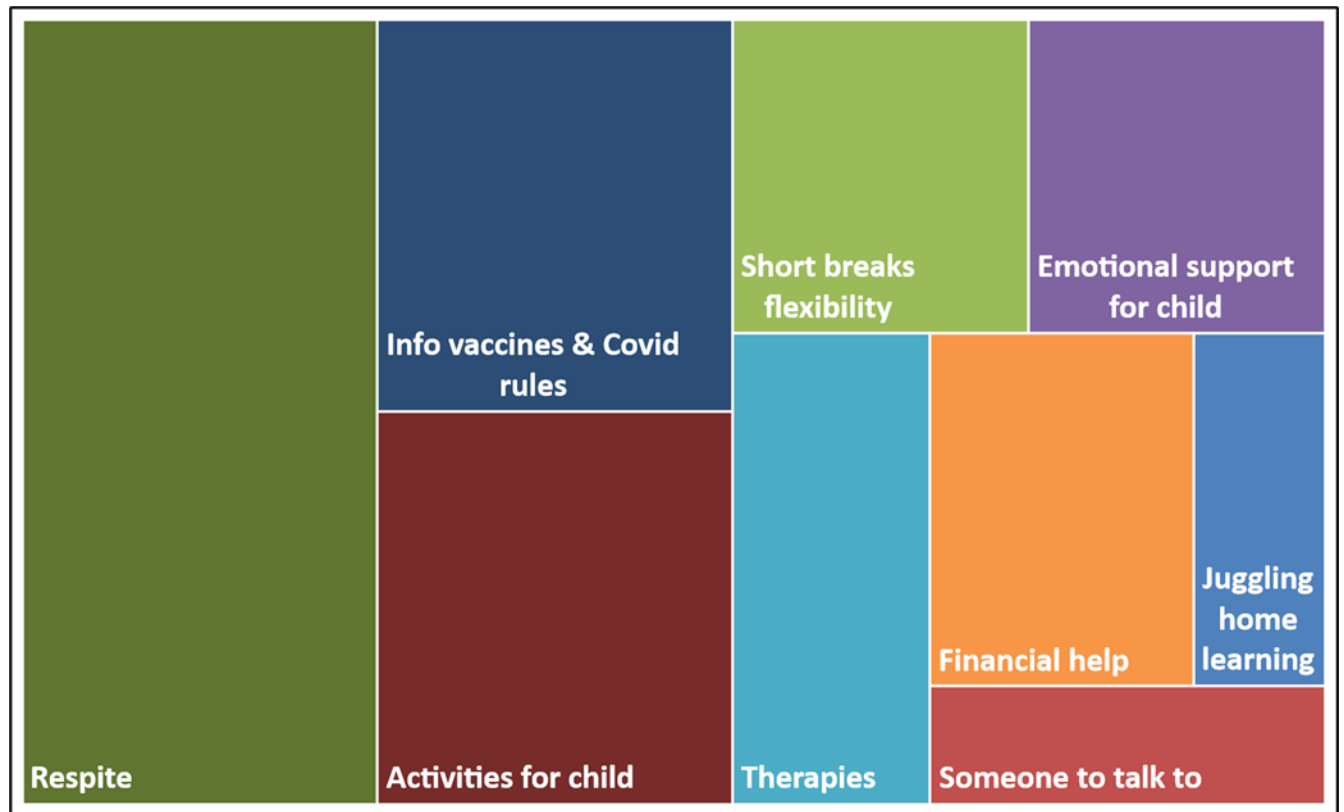 Respite
Info vaccines & Covid
rules
Activities for child
Short breaks
flexibility
Emotional support
for child
Therapies
Financial help
Juggling
home
learning
Someone to talk to